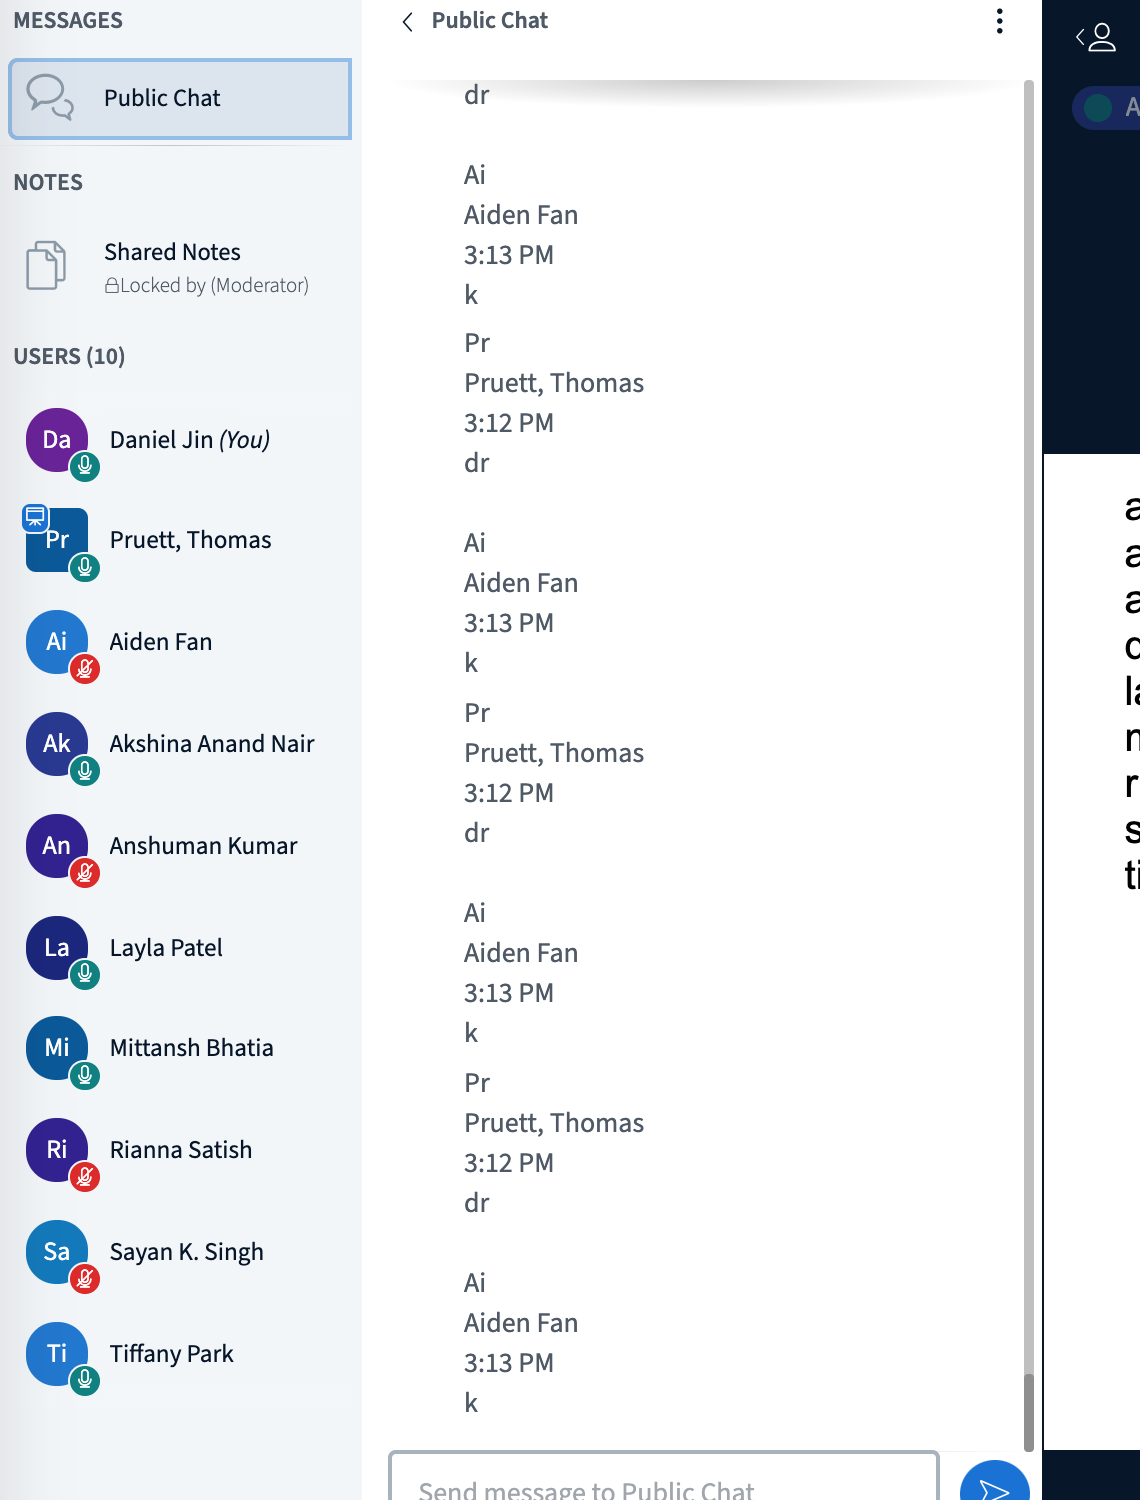 MESSAGES
Public Chat
NOTES
Shared Notes
Locked by (Moderator)
USERS (10)
Da
Daniel Jin (You)
Pr
Pruett, Thomas
Ai
Aiden Fan
Ak
Akshina Anand Nair
An
Anshuman Kumar
La
Layla Patel
Mi
Mittansh Bhatia
Ri
Rianna Satish
Sa
Sayan K. Singh
Ti
Tiffany Park
Public Chat
dr
Ai
Aiden Fan
3:13 PM
k
Pr
Pruett, Thomas
3:12 PM
dr
Ai
Aiden Fan
3:13 PM
k
Pr
Pruett, Thomas
3:12 PM
dr
Ai
Aiden Fan
3:13 PM
k
Pr
Pruett, Thomas
3:12 PM
dr
Ai
Aiden Fan
3:13 PM
k
Send message to Public Chat
A